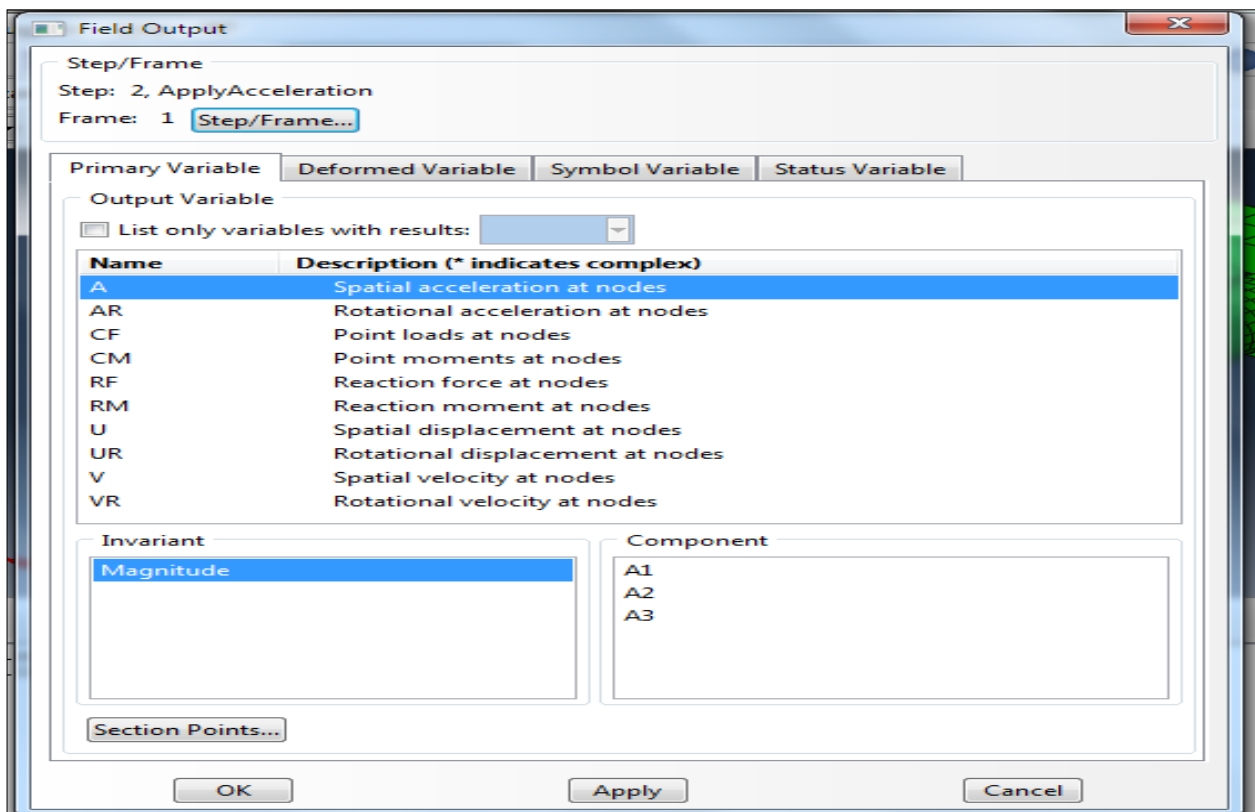 Field Output
Step/Frame
Step: 2, ApplyAcceleration
Frame: 1 Step/Frame...
Primary Variable Deformed Variable Symbol Variable Status Variable
Output Variable
List only variables with results:
Name Description (* indicates complex)
A Spatial acceleration at nodes
AR Rotational acceleration at nodes
CF Point loads at nodes
CM Point moments at nodes
RF Reaction force at nodes
RM Reaction moment at nodes
U Spatial displacement at nodes
UR Rotational displacement at nodes
V Spatial velocity at nodes
VR Rotational velocity at nodes
Invariant Component
Magnitude A1
A2
A3
Section Points...
OK Apply Cancel